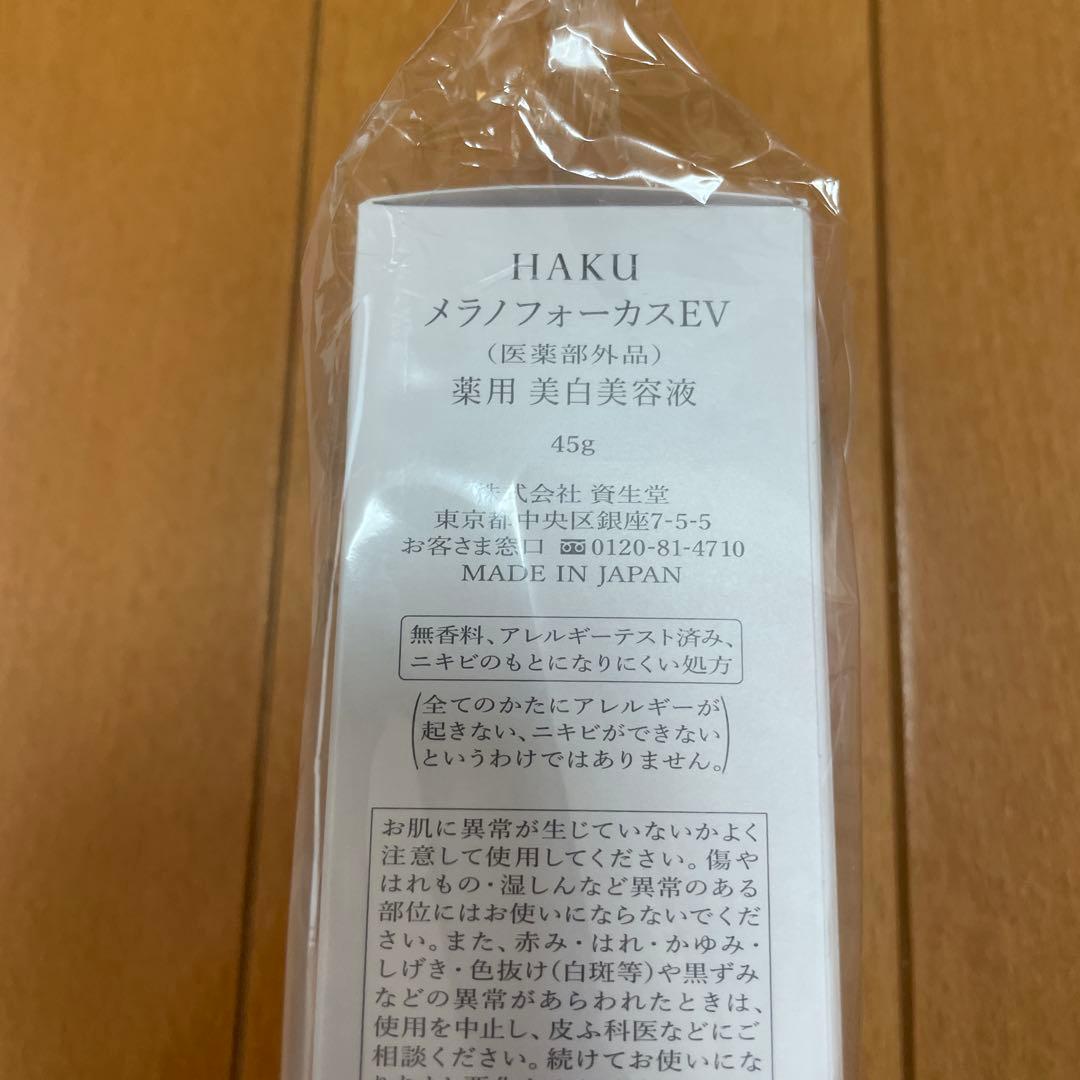 HAKU
メラノフォーカスEV
（医薬部外品）
薬用 美白美容液
45g
株式会社 資生堂
東京都中央区銀座7-5-5
お客さま窓口 0120-81-4710
MADE IN JAPAN
無香料、アレルギーテスト済み、
ニキビのもとになりにくい処方
（全てのかたにアレルギーが
起きない、ニキビができない
というわけではありません。）
お肌に異常が生じていないかよく
注意して使用してください。傷や
はれもの・湿しんなど異常のある
部位にはお使いにならないでくだ
さい。また、赤み・はれ・かゆみ・
しげき・色抜け(白斑等)や黒ずみ
などの異常があらわれたときは、
使用を中止し、皮ふ科医などにご
相談ください。続けてお使いにな